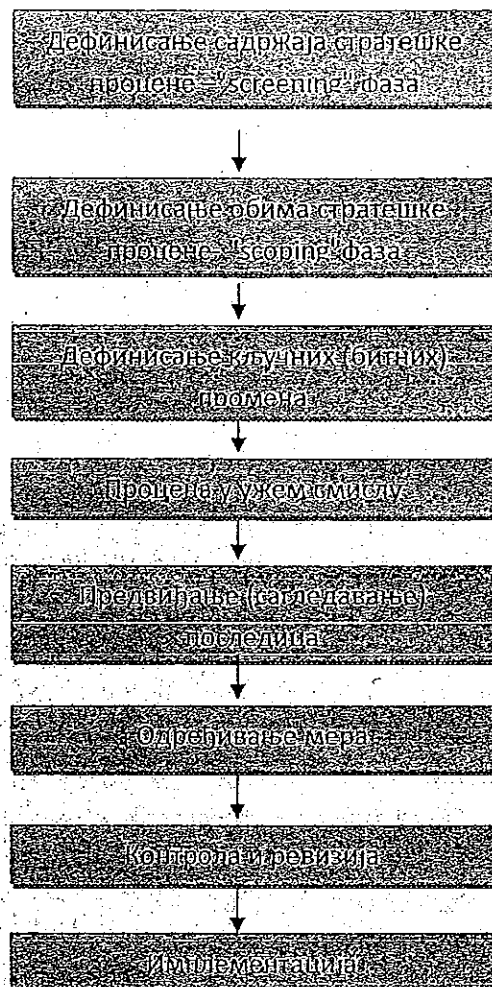 Дефинисање садржаја стратешке
процене -"screening" фаза
Дефинисање обима стратешке
процене -"scoping" фаза
Дефинисање кључних (битних)
промена
Процена у ужем смислу
Предвиђање (сагледавање)
последица
Одређивање мера
Контрола и ревизија
Имплементација